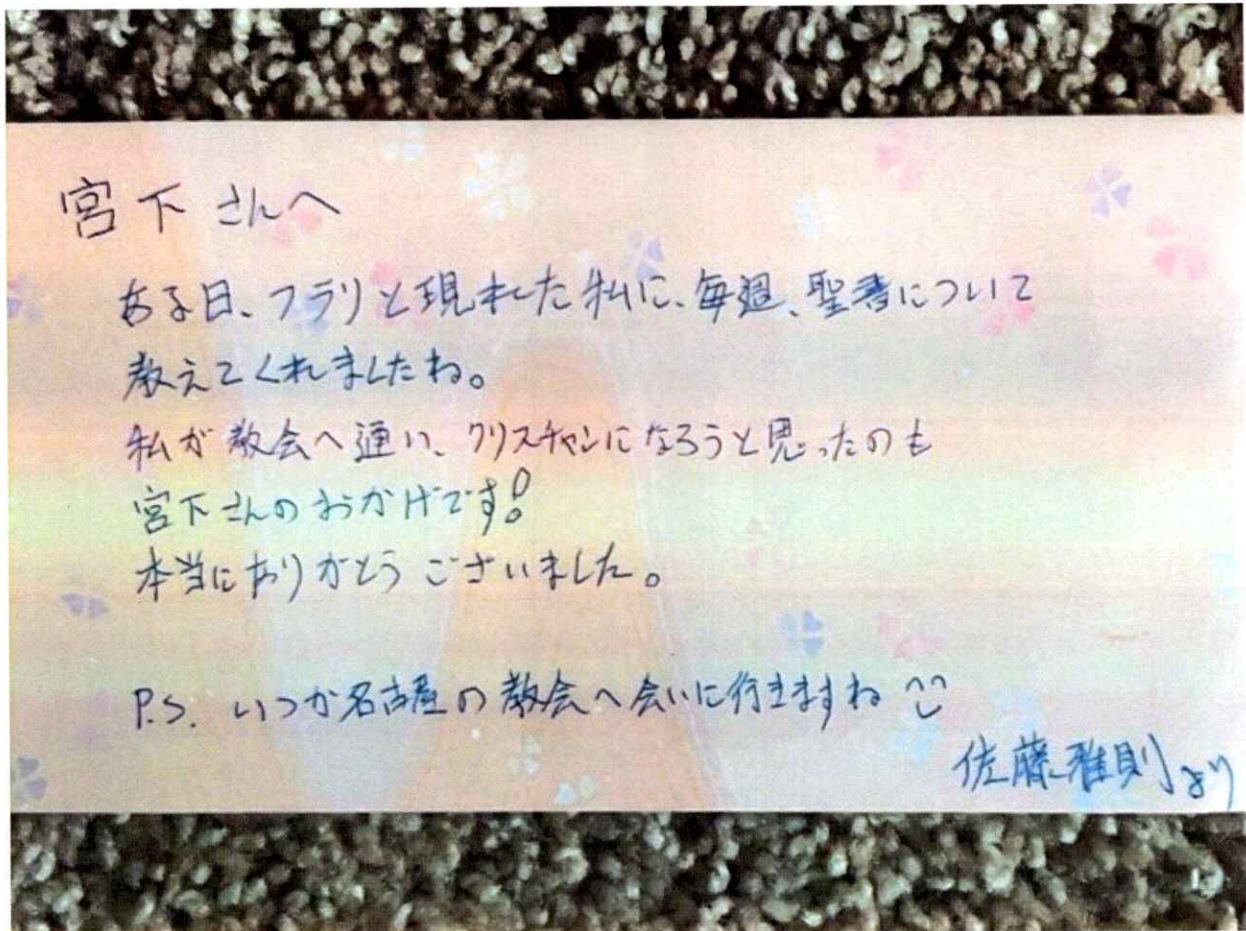 宮下さんへ
ある日、フラリと現れた私に、毎週、聖書について
教えてくれましたね。
私が教会へ通い、クリスチャンになろうと思ったのも
宮下さんのおかげです!
本当にありがとうございました。
P.S. いつか名古屋の教会へ会いに行きますね
佐藤雅則より